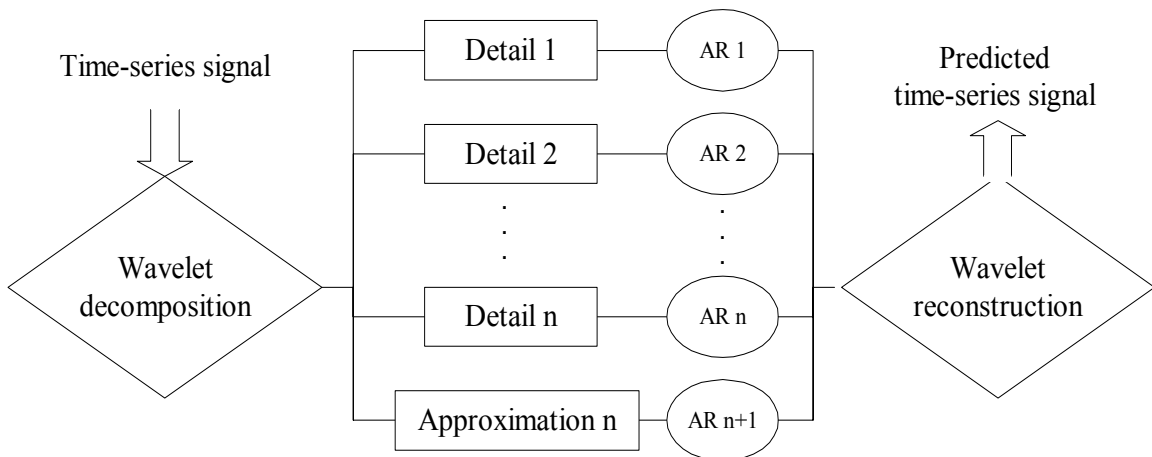 Time-series signal
Wavelet
decomposition
Detail 1
AR 1
Detail 2
AR 2
Detail n
AR n
Approximation n
AR n+1
Predicted
time-series signal
Wavelet
reconstruction